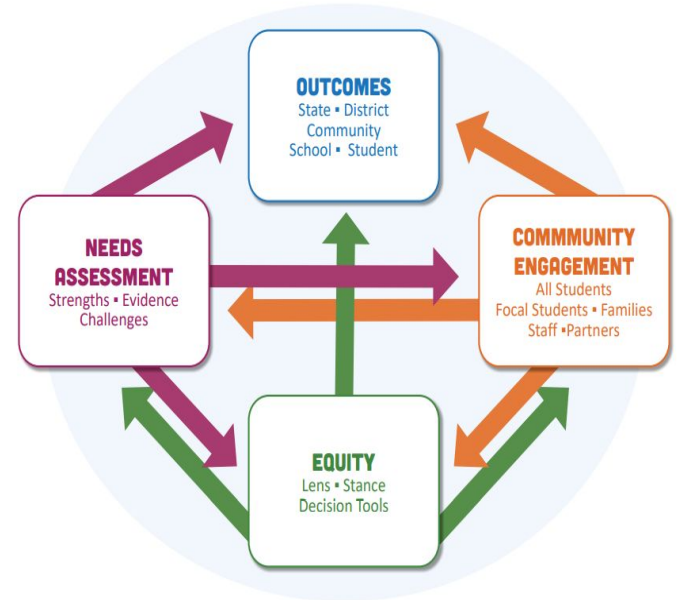 OUTCOMES
State ▪ District
Community
School ▪ Student
NEEDS
ASSESSMENT
Strengths ▪ Evidence
Challenges
COMMMUNITY
ENGAGEMENT
All Students
Focal Students ▪ Families
Staff ▪Partners
EQUITY
Lens ▪ Stance
Decision Tools